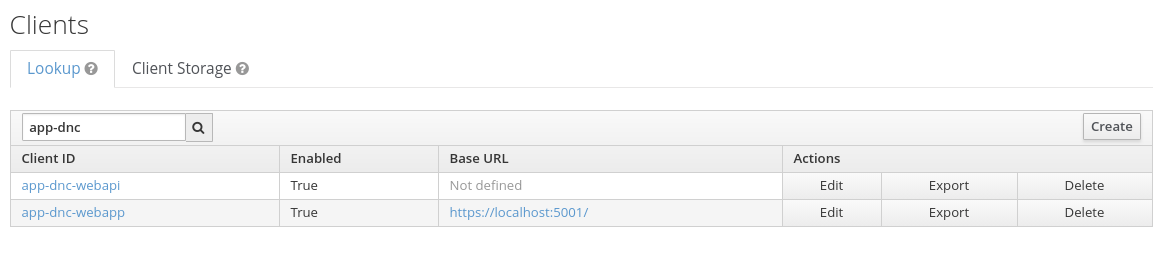 Clients
Lookup ? Client Storage ?
app-dnc Create
Client ID Enabled Base URL Actions
app-dnc-webapi True Not defined Edit Export Delete
app-dnc-webapp True https://localhost:5001/ Edit Export Delete